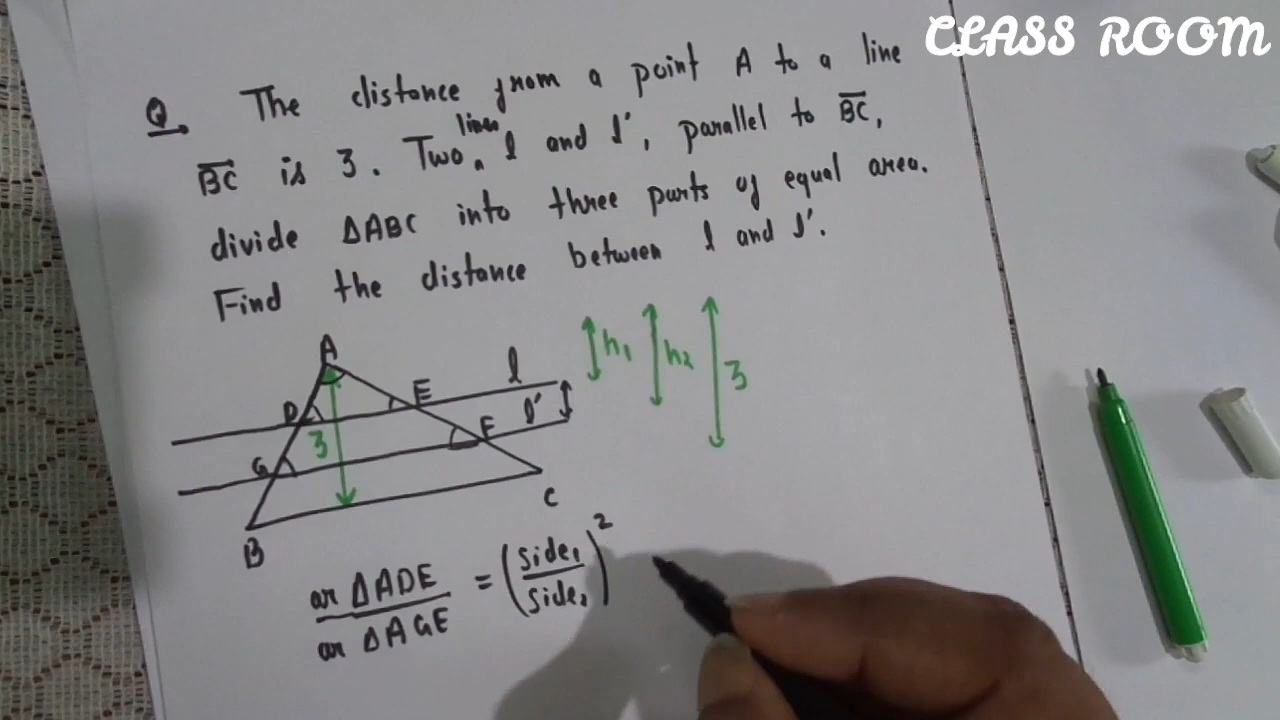 CLASS ROOM
Q. The distance from a point A to a line
BC is 3. Two lines l and l', parallel to BC,
divide ΔABC into three parts of equal area.
Find the distance between l and l'.
A
D E l
G F l'
B C
3
h₁ h₂ 3
ar ΔADE / ar ΔAGE = (side₁ / side₂)²